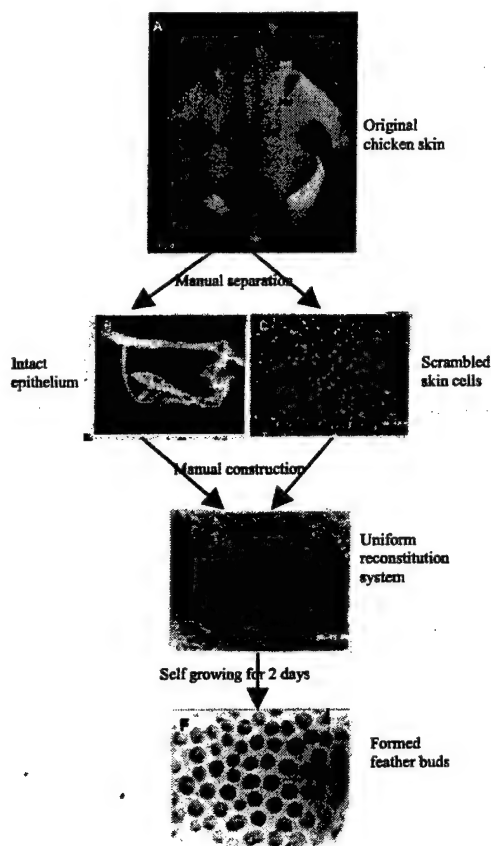 A
Original
chicken skin
Manual separation
B
C
Intact
epithelium
Scrambled
skin cells
Manual construction
Uniform
reconstitution
system
Self growing for 2 days
F
Formed
feather buds